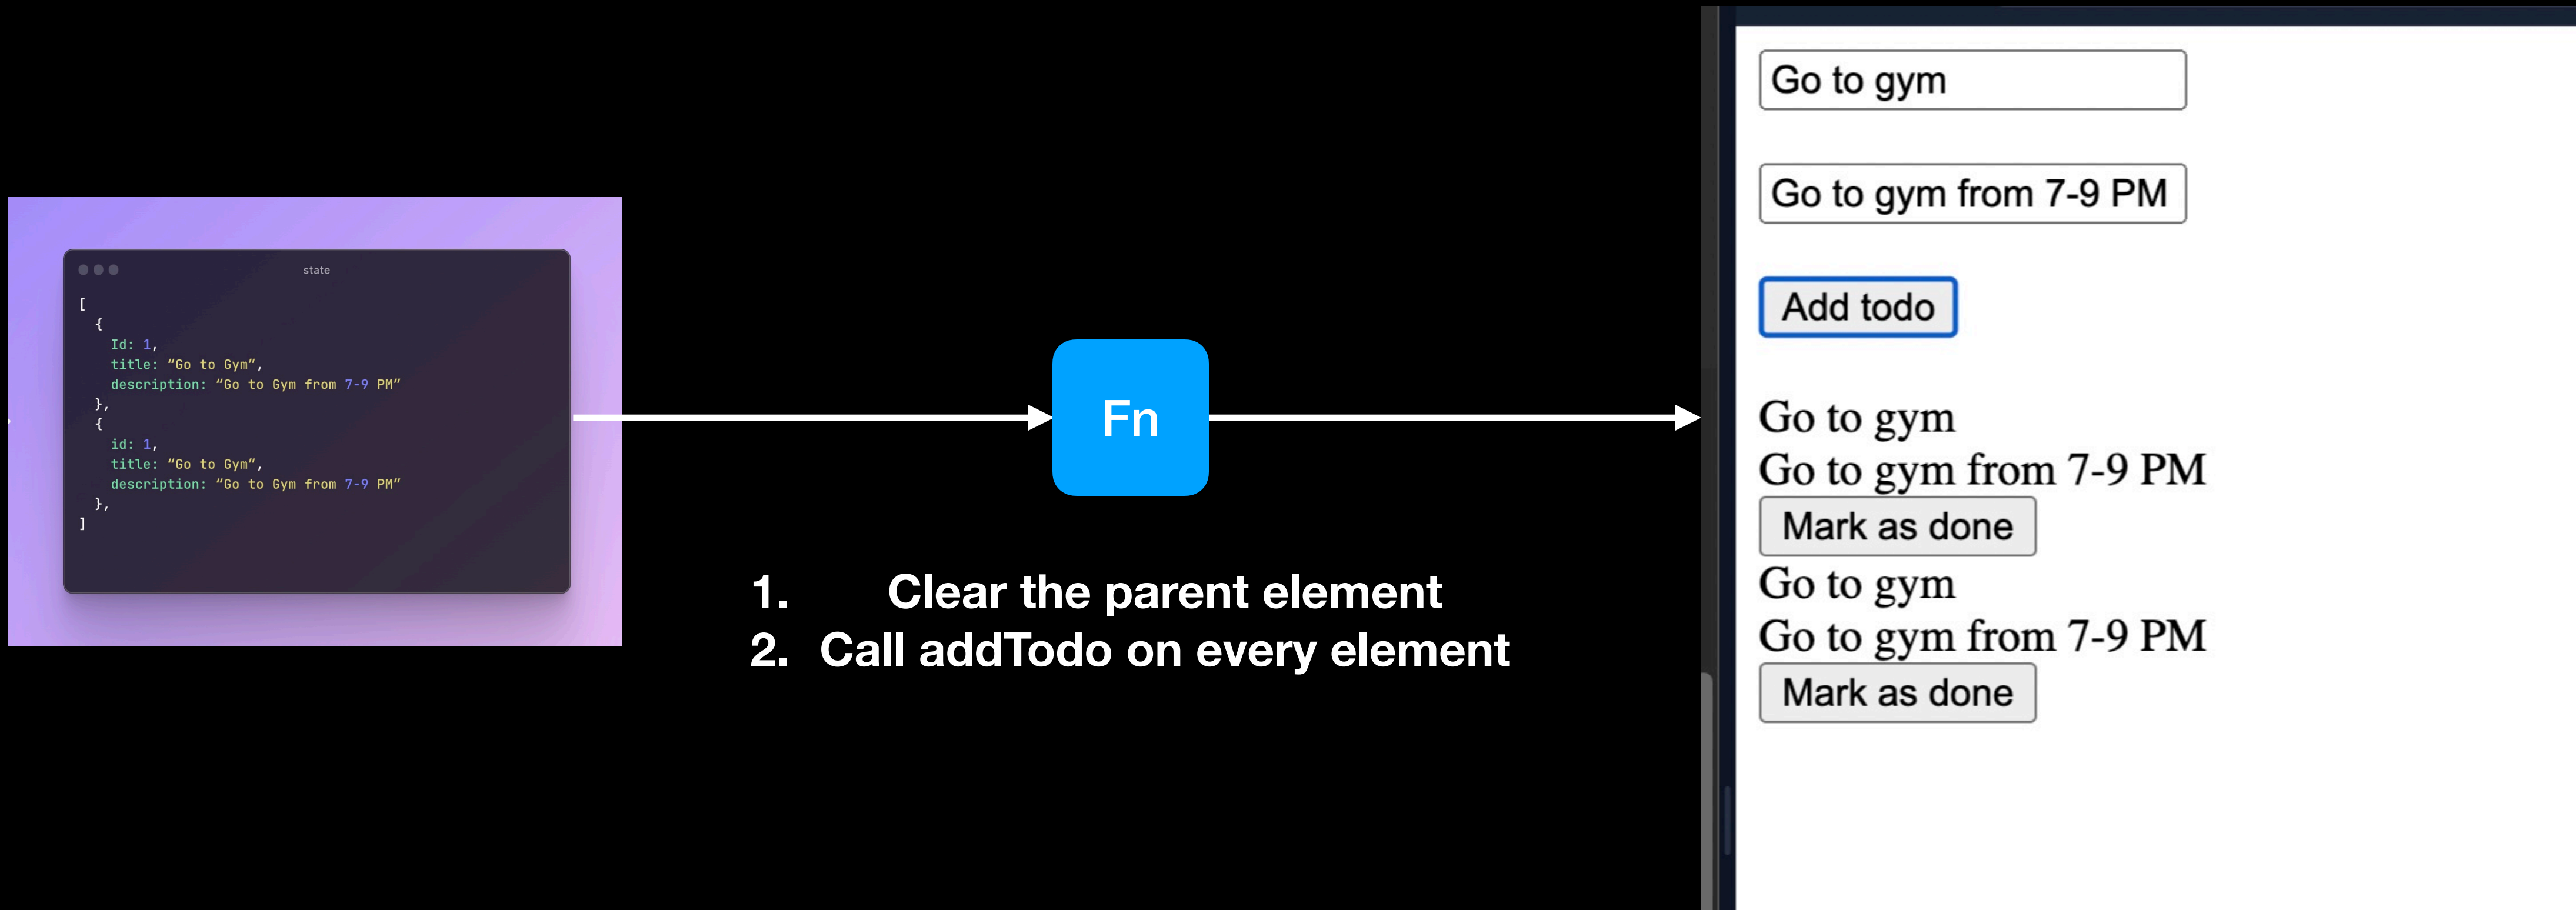 state
[
{
Id: 1,
title: “Go to Gym”,
description: “Go to Gym from 7-9 PM”
},
{
id: 1,
title: “Go to Gym”,
description: “Go to Gym from 7-9 PM”
},
]
Fn
1. Clear the parent element
2. Call addTodo on every element
Go to gym
Go to gym from 7-9 PM
Add todo
Go to gym
Go to gym from 7-9 PM
Mark as done
Go to gym
Go to gym from 7-9 PM
Mark as done